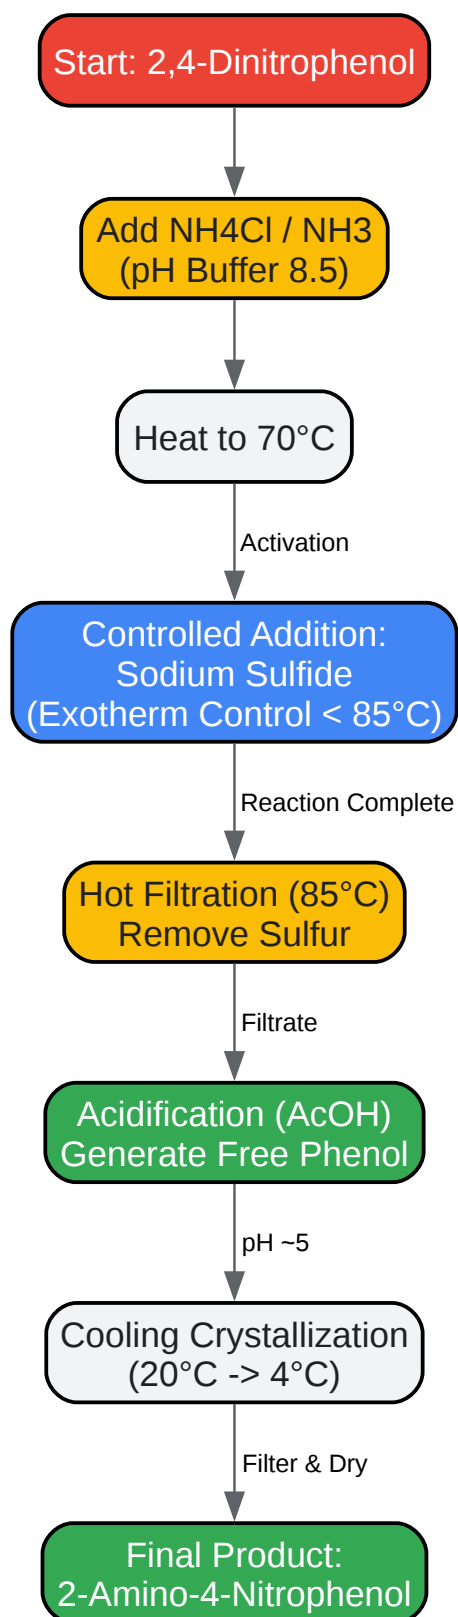 Start: 2,4-Dinitrophenol
Add NH4Cl / NH3
(pH Buffer 8.5)
Heat to 70°C
Activation
Controlled Addition:
Sodium Sulfide
(Exotherm Control < 85°C)
Reaction Complete
Hot Filtration (85°C)
Remove Sulfur
Filtrate
Acidification (AcOH)
Generate Free Phenol
pH ~5
Cooling Crystallization
(20°C -> 4°C)
Filter & Dry
Final Product:
2-Amino-4-Nitrophenol